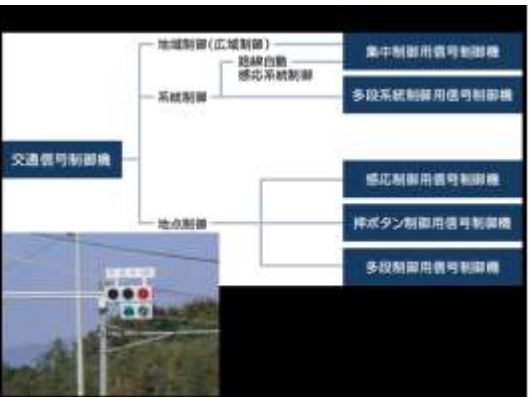 地域制御(広域制御)
集中制御用信号制御機
路線自動
感応系統制御
系統制御
多段系統制御用信号制御機
交通信号制御機
感応制御用信号制御機
地点制御
押ボタン制御用信号制御機
多段制御用信号制御機